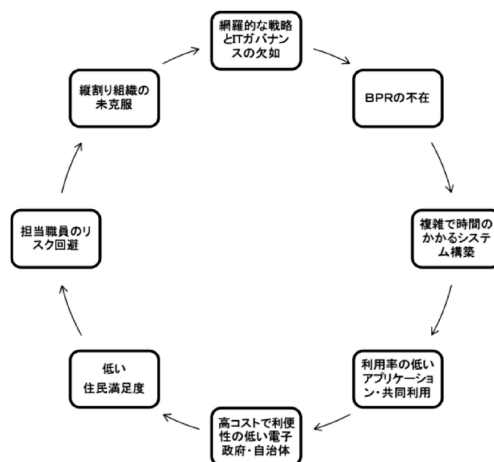 網羅的な戦略
とITガバナン
スの欠如
BPRの不在
複雑で時間の
かかるシステ
ム構築
利用率の低い
アプリケーショ
ン・共同利用
高コストで利便
性の低い電子
政府・自治体
低い
住民満足度
担当職員のリ
スク回避
縦割り組織の
未克服